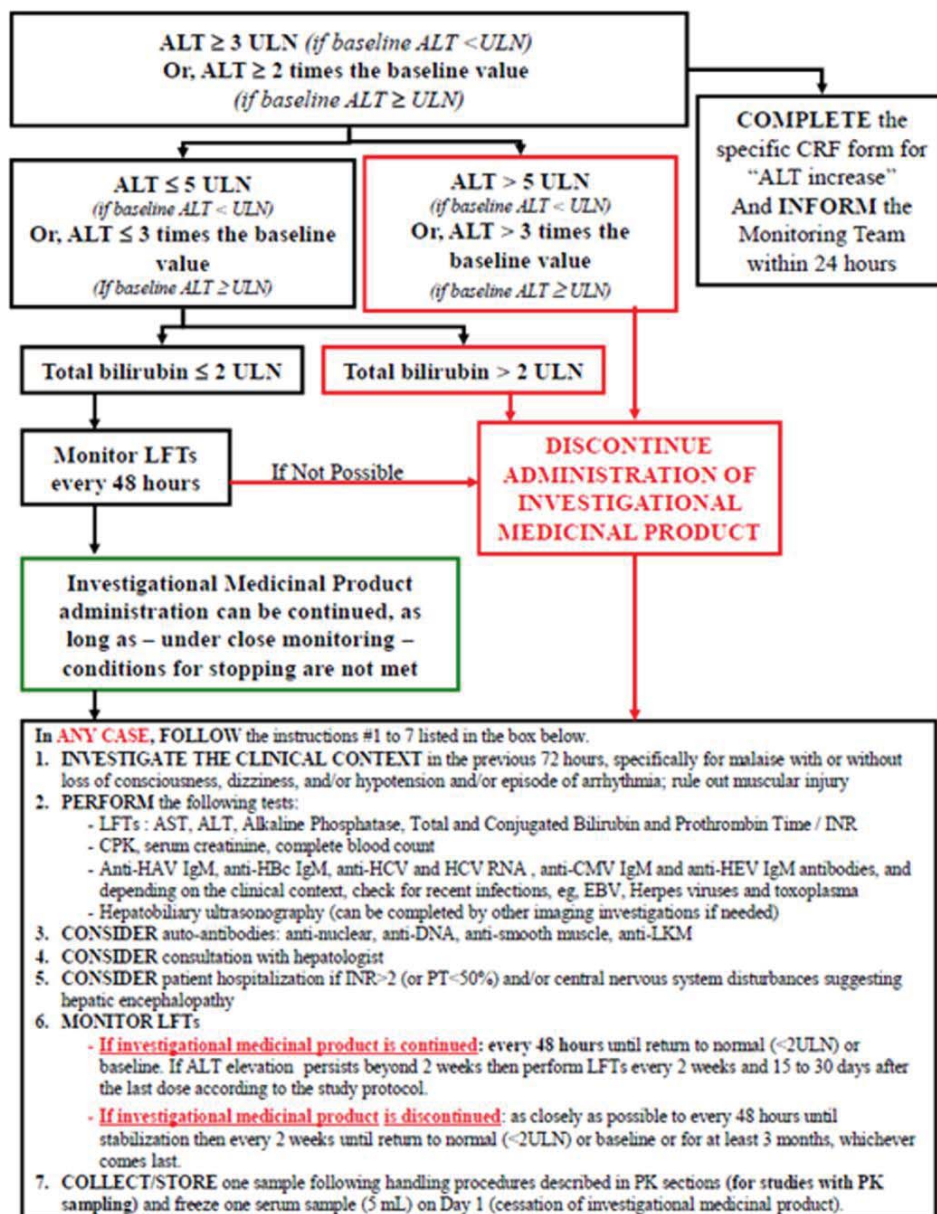 ALT ≥ 3 ULN (if baseline ALT <ULN)
Or, ALT ≥ 2 times the baseline value
(if baseline ALT ≥ ULN)
COMPLETE the
specific CRF form for
“ALT increase”
And INFORM the
Monitoring Team
within 24 hours
ALT ≤ 5 ULN
(if baseline ALT < ULN)
Or, ALT ≤ 3 times the baseline
value
(If baseline ALT ≥ ULN)
ALT > 5 ULN
(if baseline ALT < ULN)
Or, ALT > 3 times the
baseline value
(if baseline ALT ≥ ULN)
Total bilirubin ≤ 2 ULN
Total bilirubin > 2 ULN
Monitor LFTs
every 48 hours
If Not Possible
DISCONTINUE
ADMINISTRATION OF
INVESTIGATIONAL
MEDICINAL PRODUCT
Investigational Medicinal Product
administration can be continued, as
long as – under close monitoring –
conditions for stopping are not met
In ANY CASE, FOLLOW the instructions #1 to 7 listed in the box below.
1. INVESTIGATE THE CLINICAL CONTEXT in the previous 72 hours, specifically for malaise with or without
loss of consciousness, dizziness, and/or hypotension and/or episode of arrhythmia; rule out muscular injury
2. PERFORM the following tests:
- LFTs : AST, ALT, Alkaline Phosphatase, Total and Conjugated Bilirubin and Prothrombin Time / INR
- CPK, serum creatinine, complete blood count
- Anti-HAV IgM, anti-HBc IgM, anti-HCV and HCV RNA , anti-CMV IgM and anti-HEV IgM antibodies, and
depending on the clinical context, check for recent infections, eg, EBV, Herpes viruses and toxoplasma
- Hepatobiliary ultrasonography (can be completed by other imaging investigations if needed)
3. CONSIDER auto-antibodies: anti-nuclear, anti-DNA, anti-smooth muscle, anti-LKM
4. CONSIDER consultation with hepatologist
5. CONSIDER patient hospitalization if INR>2 (or PT<50%) and/or central nervous system disturbances suggesting
hepatic encephalopathy
6. MONITOR LFTs
- If investigational medicinal product is continued: every 48 hours until return to normal (<2ULN) or
baseline. If ALT elevation persists beyond 2 weeks then perform LFTs every 2 weeks and 15 to 30 days after
the last dose according to the study protocol.
- If investigational medicinal product is discontinued: as closely as possible to every 48 hours until
stabilization then every 2 weeks until return to normal (<2ULN) or baseline or for at least 3 months, whichever
comes last.
7. COLLECT/STORE one sample following handling procedures described in PK sections (for studies with PK
sampling) and freeze one serum sample (5 mL) on Day 1 (cessation of investigational medicinal product).